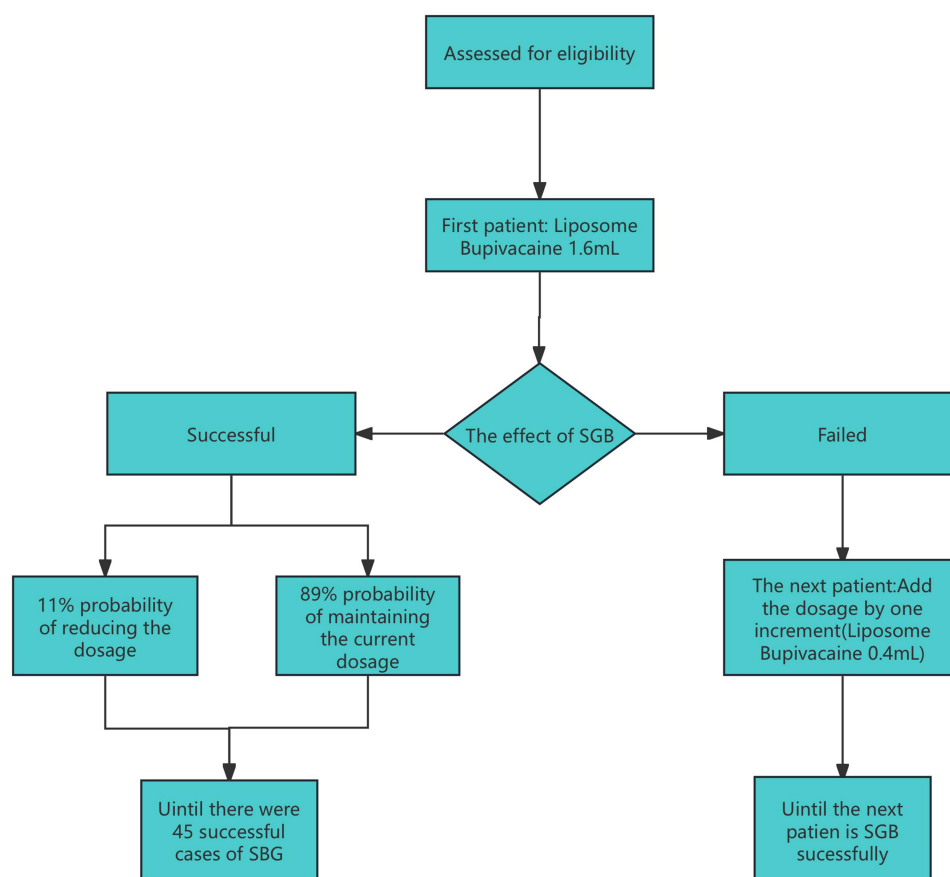 Assessed for eligibility
First patient: Liposome
Bupivacaine 1.6mL
The effect of SGB
Successful
Failed
11% probability
of reducing the
dosage
89% probability
of maintaining
the current
dosage
The next patient:Add
the dosage by one
increment(Liposome
Bupivacaine 0.4mL)
Uintil there were
45 successful
cases of SBG
Uintil the next
patien is SGB
sucessfully